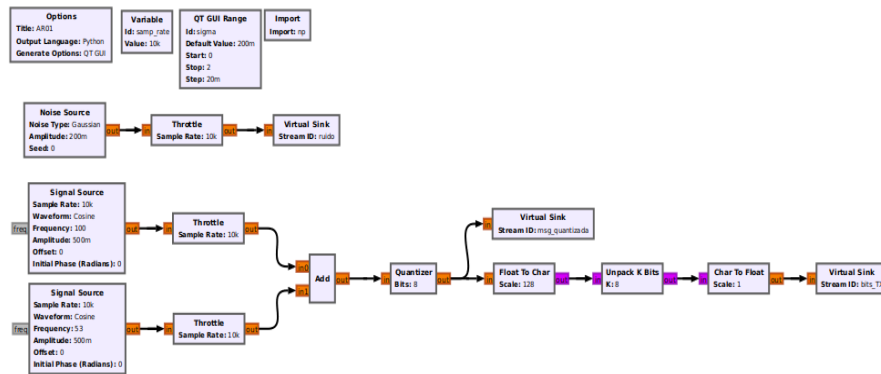 Options
Title: AR01
Output Language: Python
Generate Options: QT GUI
Variable
Id: samp_rate
Value: 10k
QT GUI Range
Id: sigma
Default Value: 200m
Start: 0
Stop: 2
Step: 20m
Import
Import: np
Noise Source
Noise Type: Gaussian
Amplitude: 200m
Seed: 0
out
in
Throttle
Sample Rate: 10k
out
in
Virtual Sink
Stream ID: ruido
Signal Source
Sample Rate: 10k
Waveform: Cosine
Frequency: 100
Amplitude: 500m
Offset: 0
Initial Phase (Radians): 0
freq
out
in
Throttle
Sample Rate: 10k
out
Signal Source
Sample Rate: 10k
Waveform: Cosine
Frequency: 53
Amplitude: 500m
Offset: 0
Initial Phase (Radians): 0
freq
out
in
Throttle
Sample Rate: 10k
out
in0
in1
Add
out
in
Quantizer
Bits: 8
out
in
Virtual Sink
Stream ID: msg_quantizada
in
Float To Char
Scale: 128
out
in
Unpack K Bits
K: 8
out
in
Char To Float
Scale: 1
out
in
Virtual Sink
Stream ID: bits_TX